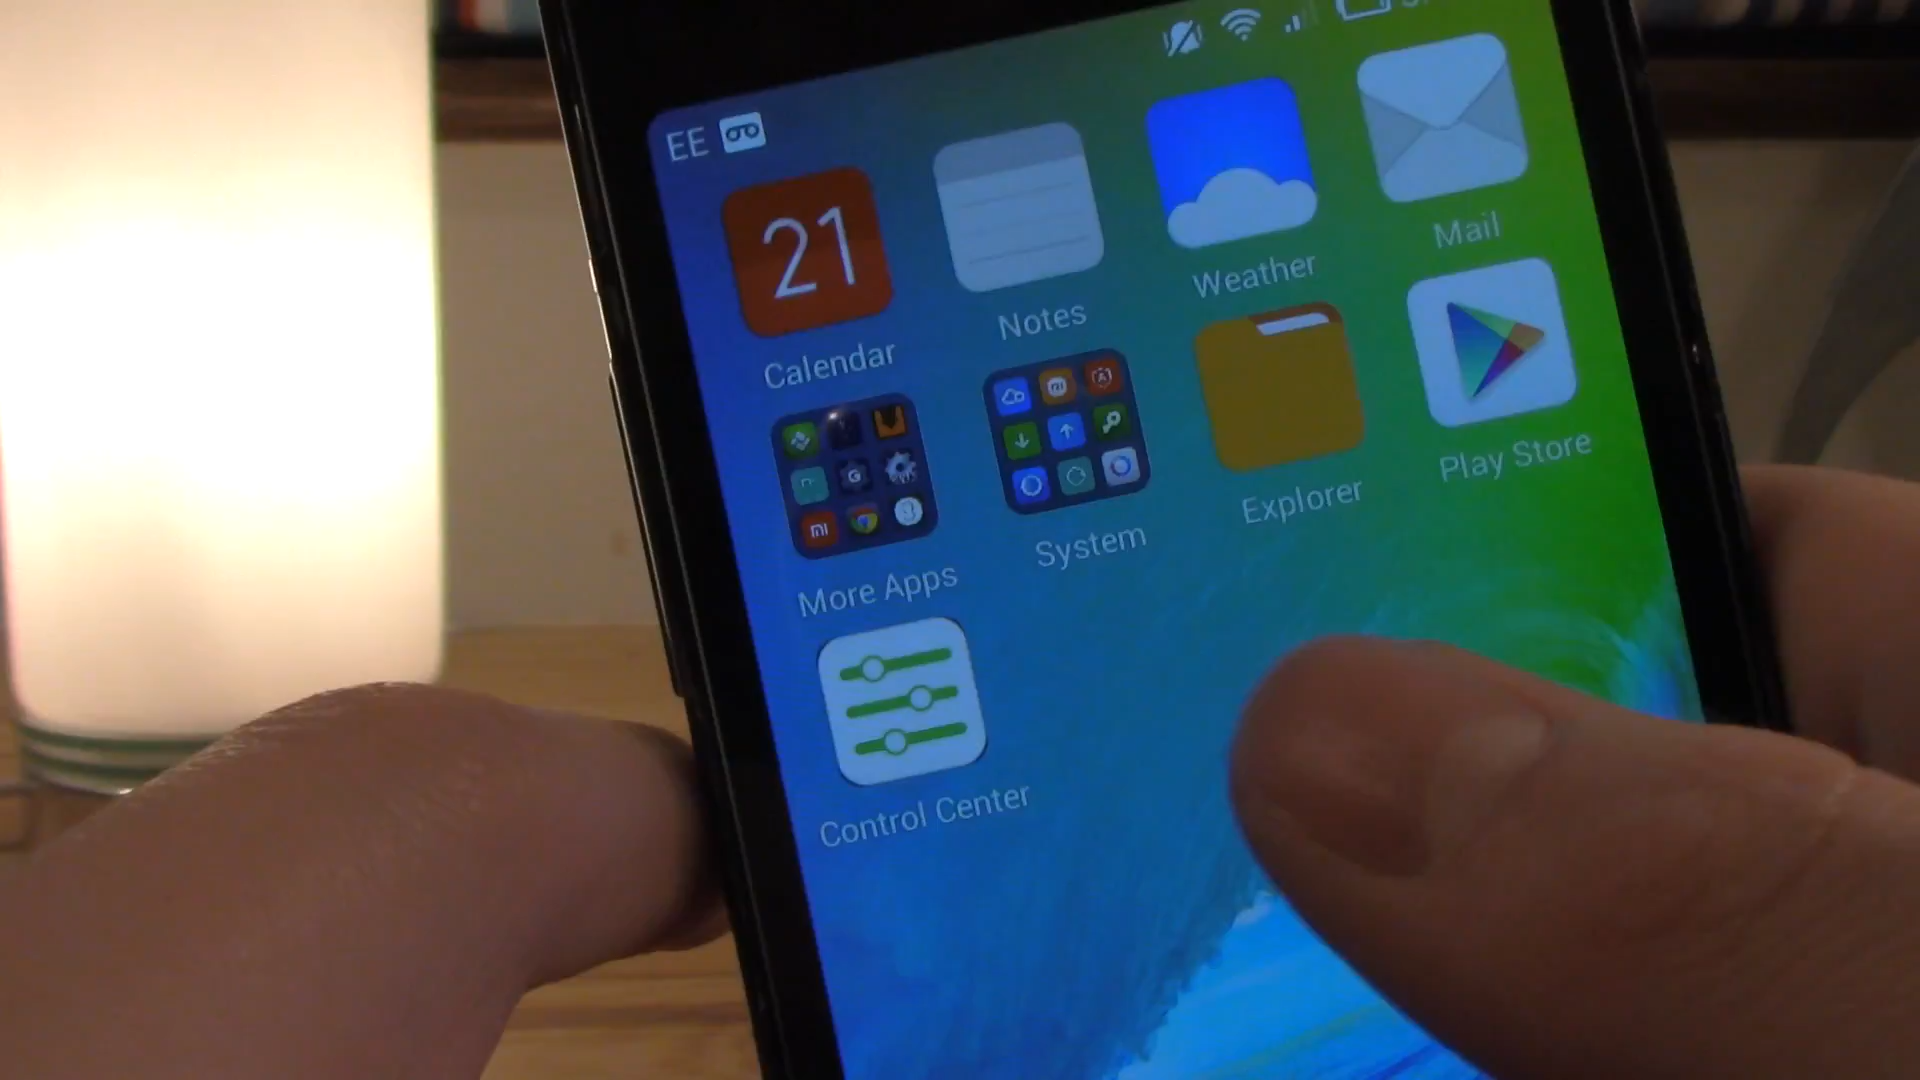 EE
21
Calendar
Notes
Weather
Mail
More Apps
System
Explorer
Play Store
Control Center